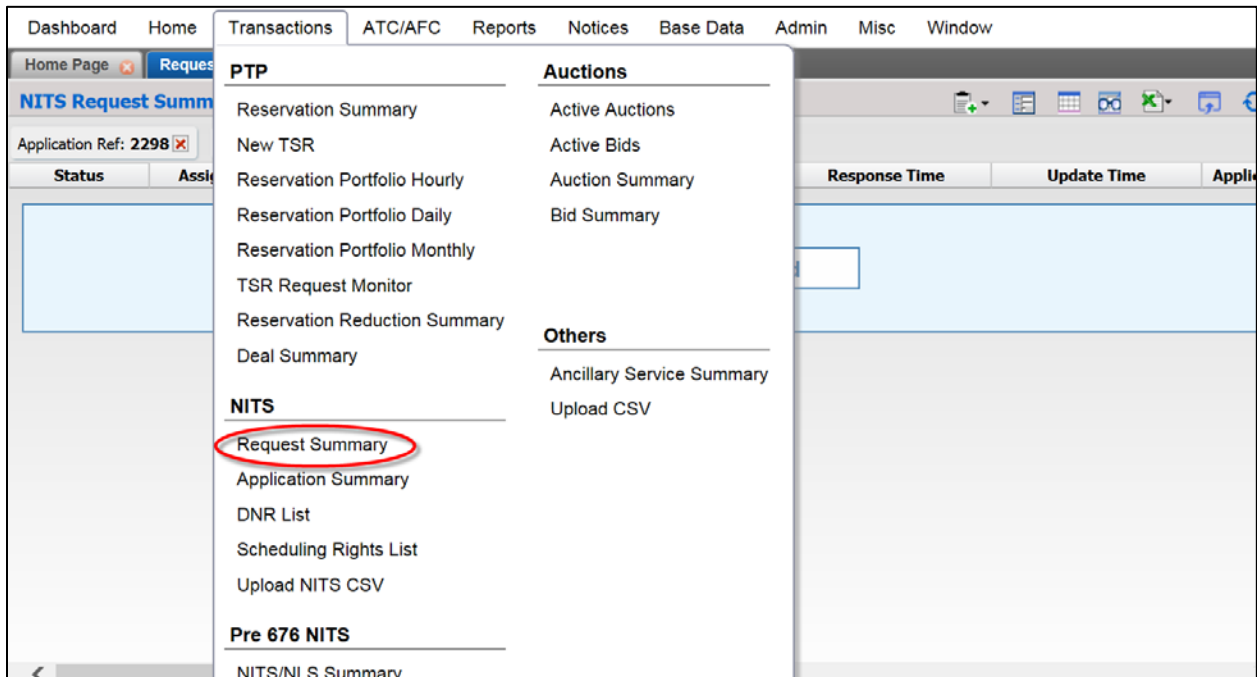 Dashboard Home Transactions ATC/AFC Reports Notices Base Data Admin Misc Window
Home Page Reques
NITS Request Summ
Application Ref: 2298
Status Assi Response Time Update Time Appli
PTP
Reservation Summary
New TSR
Reservation Portfolio Hourly
Reservation Portfolio Daily
Reservation Portfolio Monthly
TSR Request Monitor
Reservation Reduction Summary
Deal Summary
NITS
Request Summary
Application Summary
DNR List
Scheduling Rights List
Upload NITS CSV
Pre 676 NITS
NITS/NLS Summary
Auctions
Active Auctions
Active Bids
Auction Summary
Bid Summary
Others
Ancillary Service Summary
Upload CSV